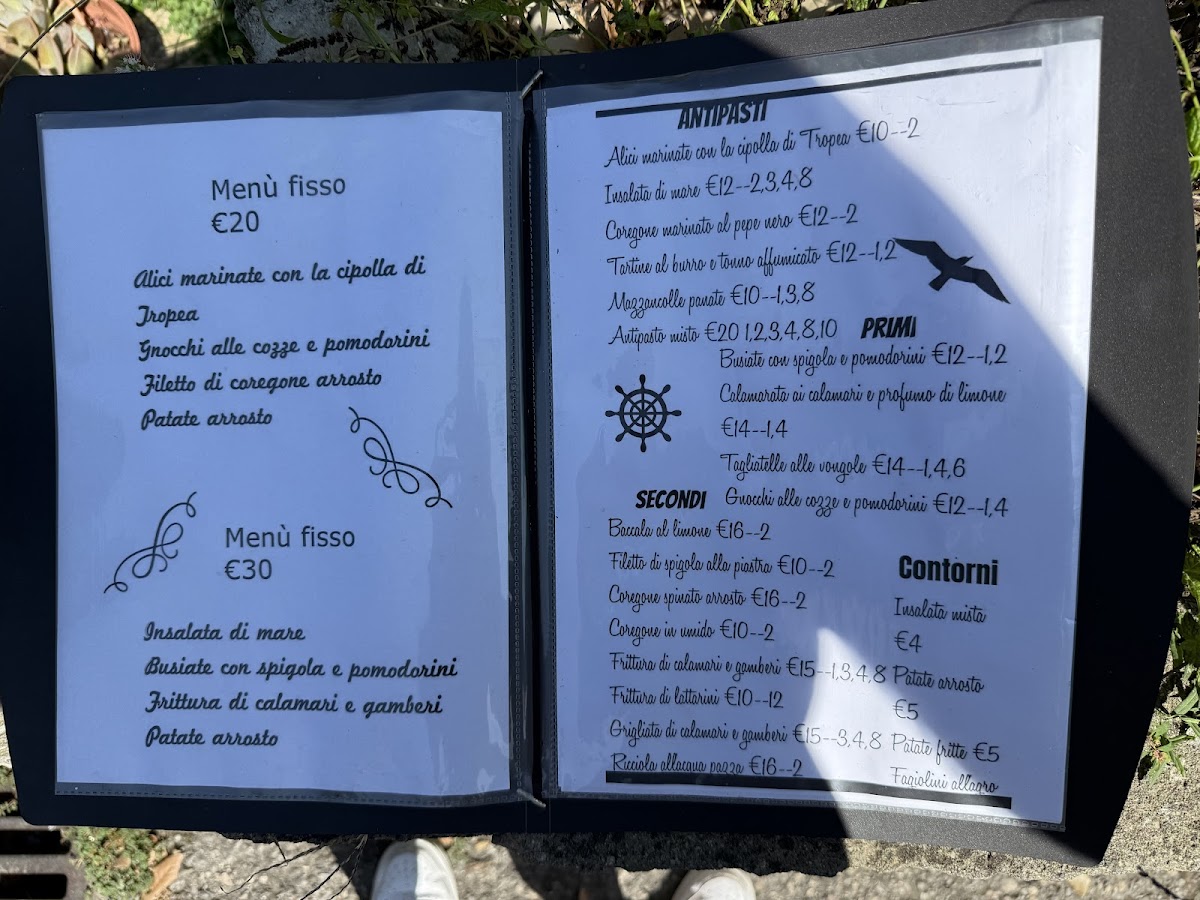 Menù fisso
€20
Alici marinate con la cipolla di
Tropea
Gnocchi alle cozze e pomodorini
Filetto di coregone arrosto
Patate arrosto
Menù fisso
€30
Insalata di mare
Busiate con spigola e pomodorini
Frittura di calamari e gamberi
Patate arrosto
ANTIPASTI
Alici marinate con la cipolla di Tropea €10--2
Insalata di mare €12--2,3,4,8
Coregone marinato al pepe nero €12--2
Tartine al burro e tonno affumicato €12--1,2
Mazzancolle panate €10--1,3,8
Antipasto misto €20 1,2,3,4,8,10
PRIMI
Busiate con spigola e pomodorini €12--1,2
Calamarata ai calamari e profumo di limone
€14--1,4
Tagliatelle alle vongole €14--1,4,6
Gnocchi alle cozze e pomodorini €12--1,4
SECONDI
Baccala al limone €16--2
Filetto di spigola alla piastra €10--2
Coregone spinato arrosto €16--2
Coregone in umido €10--2
Frittura di calamari e gamberi €15--1,3,4,8
Frittura di lattarini €10--12
Grigliata di calamari e gamberi €15--3,4,8
Ricciola allacqua pazza €16--2
Contorni
Insalata mista
€4
Patate arrosto
€5
Patate fritte €5
Fagiolini allagro